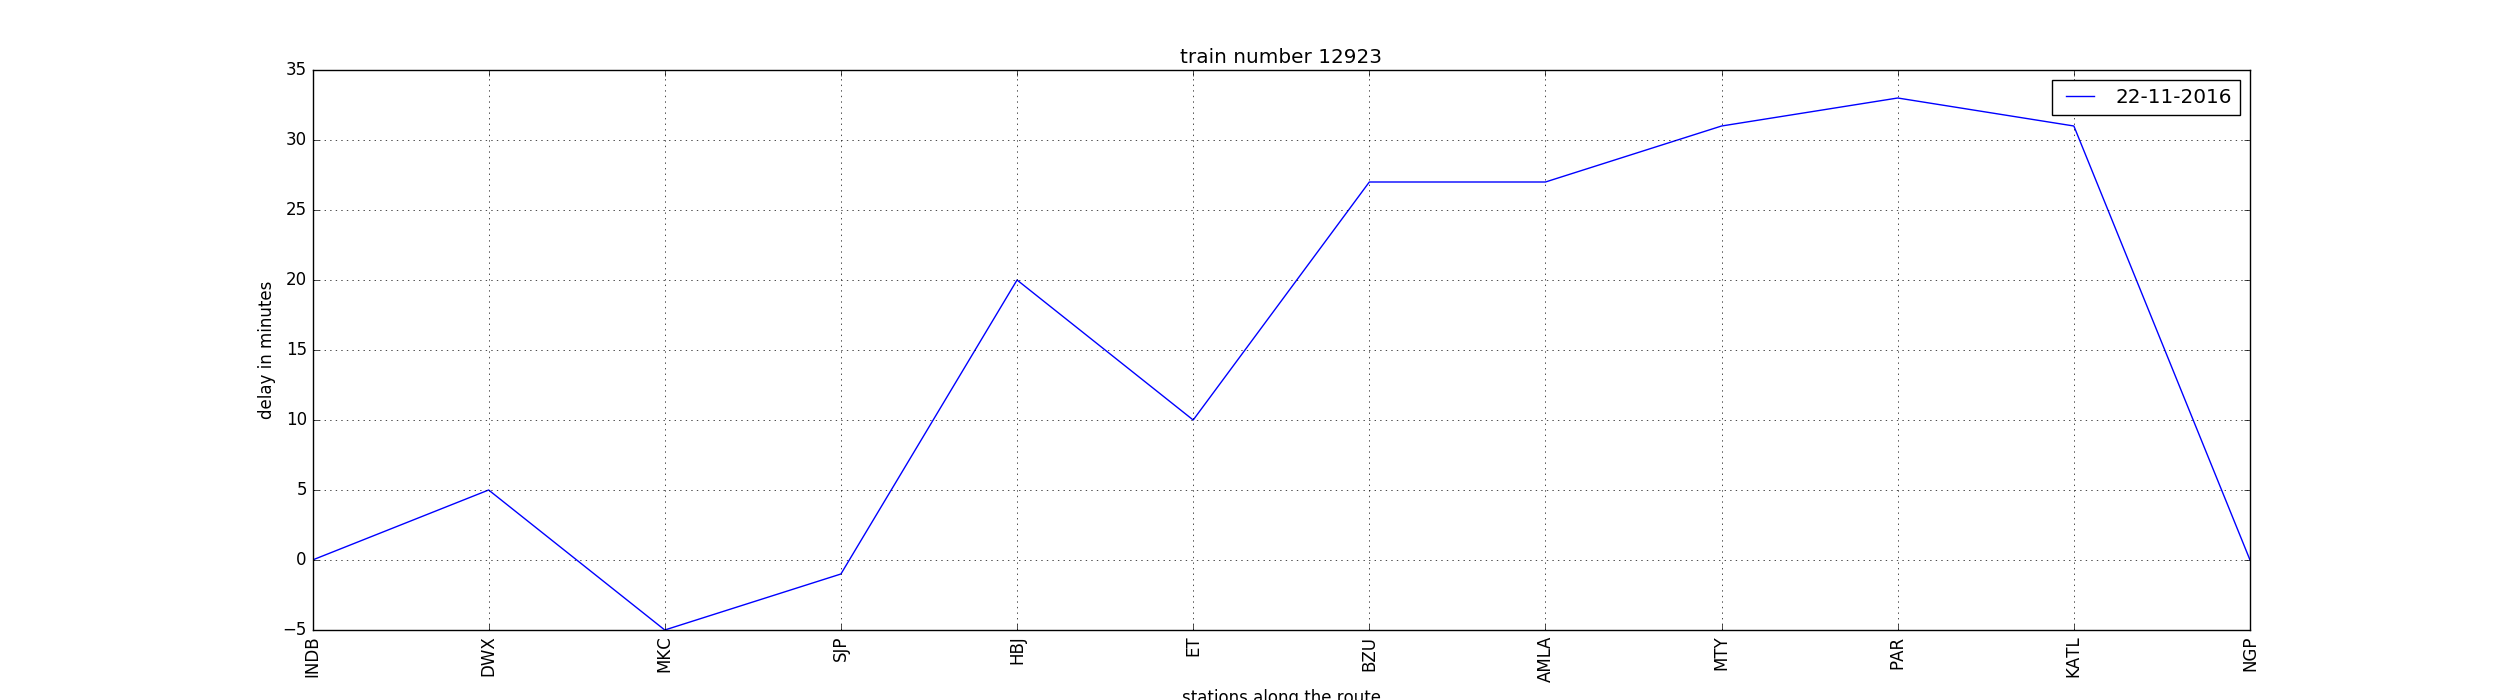 train number 12923
22-11-2016
35
30
25
20
15
10
5
0
−5
delay in minutes
INDB
DWX
MKC
SJP
HBJ
ET
BZU
AMLA
MTY
PAR
KATL
NGP
stations along the route